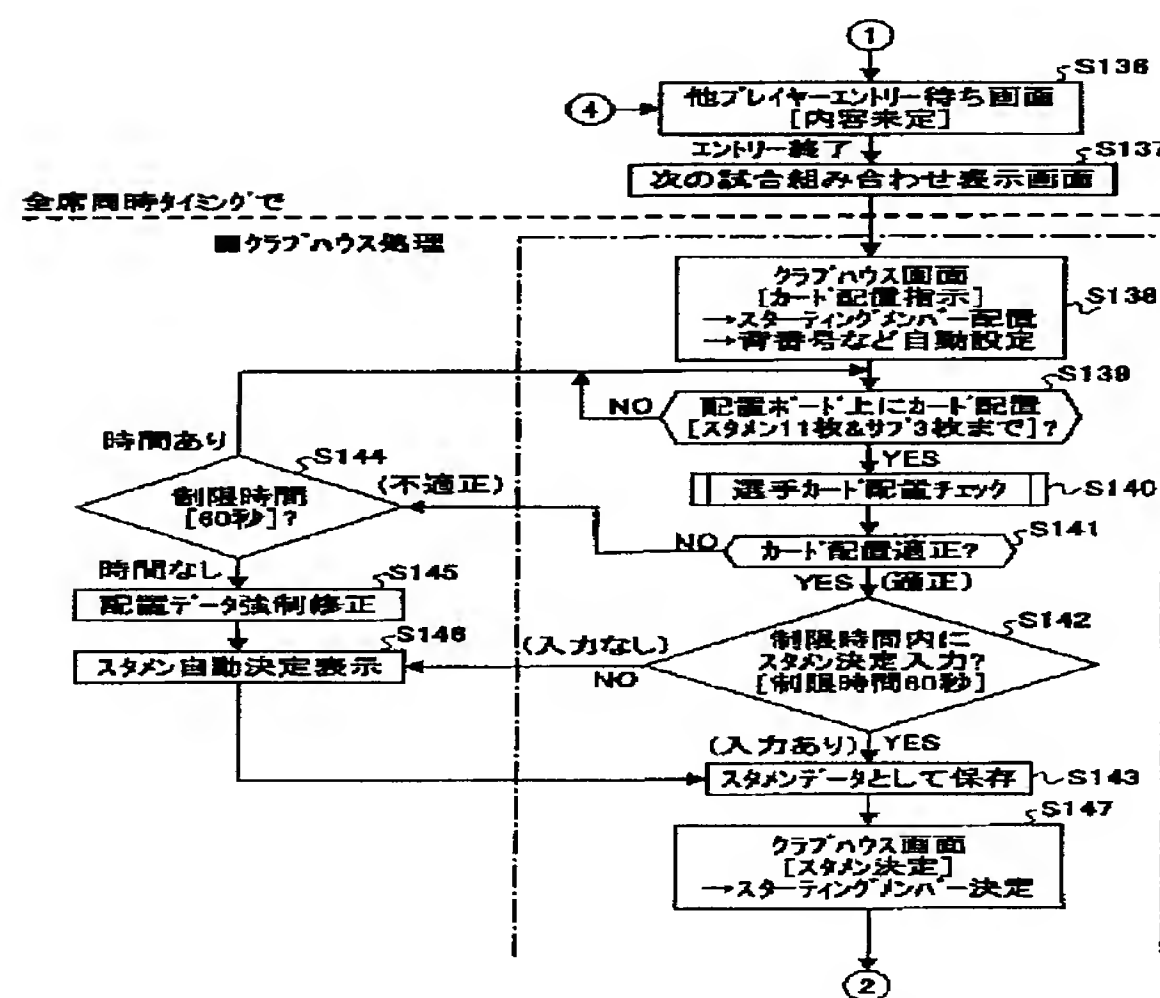 ①
S136
④
他プレイヤーエントリー待ち画面
[内容未定]
エントリー終了
S137
次の試合組み合わせ表示画面
全席同時タイミングで
■クラブハウス処理
クラブハウス画面
[カード配置指示]
→スターティングメンバー配置
→背番号など自動設定
S138
S139
NO
配置ボード上にカード配置
[スタメン11枚&サブ3枚まで]?
YES
時間あり
S144
制限時間
[60秒]?
(不適正)
選手カード配置チェック
S140
S141
NO
カード配置適正?
YES (適正)
時間なし
S145
配置データ強制修正
S146
スタメン自動決定表示
(入力なし)
NO
S142
制限時間内に
スタメン決定入力?
[制限時間60秒]
(入力あり) YES
スタメンデータとして保存
S143
S147
クラブハウス画面
[スタメン決定]
→スターティングメンバー決定
②